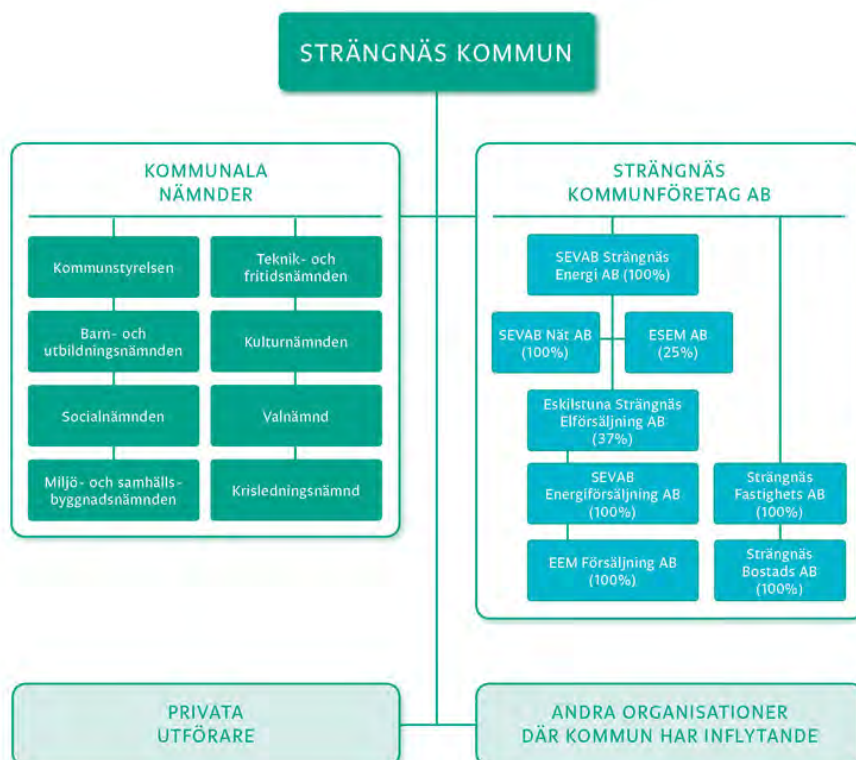 STRÄNGNÄS KOMMUN
KOMMUNALA
NÄMNDER
Kommunstyrelsen
Barn- och
utbildningsnämnden
Socialnämnden
Miljö- och samhälls-
byggnadsnämnden
Teknik- och
fritidsnämnden
Kulturnämnden
Valnämnd
Krisledningsnämnd
STRÄNGNÄS
KOMMUNFÖRETAG AB
SEVAB Strängnäs
Energi AB (100%)
SEVAB Nät AB
(100%)
ESEM AB
(25%)
Eskilstuna Strängnäs
Elförsäljning AB
(37%)
SEVAB
Energiförsäljning AB
(100%)
EEM Försäljning AB
(100%)
Strängnäs
Fastighets AB
(100%)
Strängnäs
Bostads AB
(100%)
PRIVATA
UTFÖRARE
ANDRA ORGANISATIONER
DÄR KOMMUN HAR INFLYTANDE